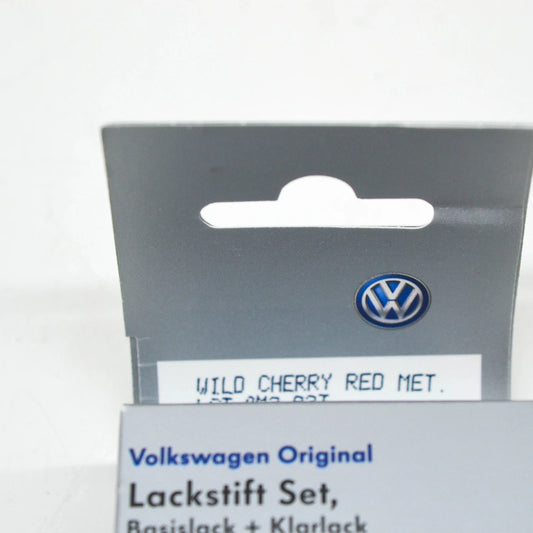 WILD CHERRY RED MET.
Volkswagen Original
Lackstift Set,
Basislack + Klarlack